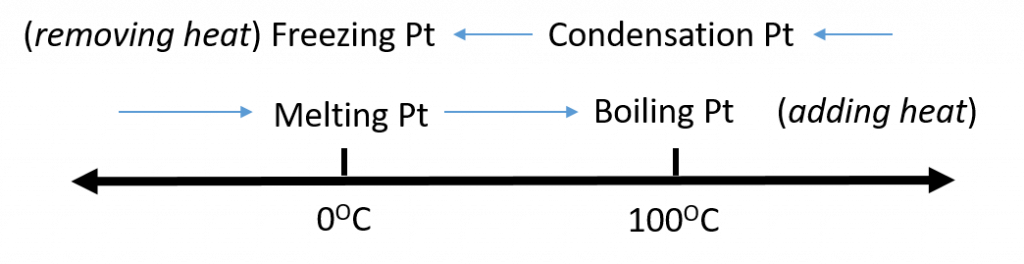 (removing heat) Freezing Pt Condensation Pt
Melting Pt Boiling Pt (adding heat)
0ᴼC 100ᴼC